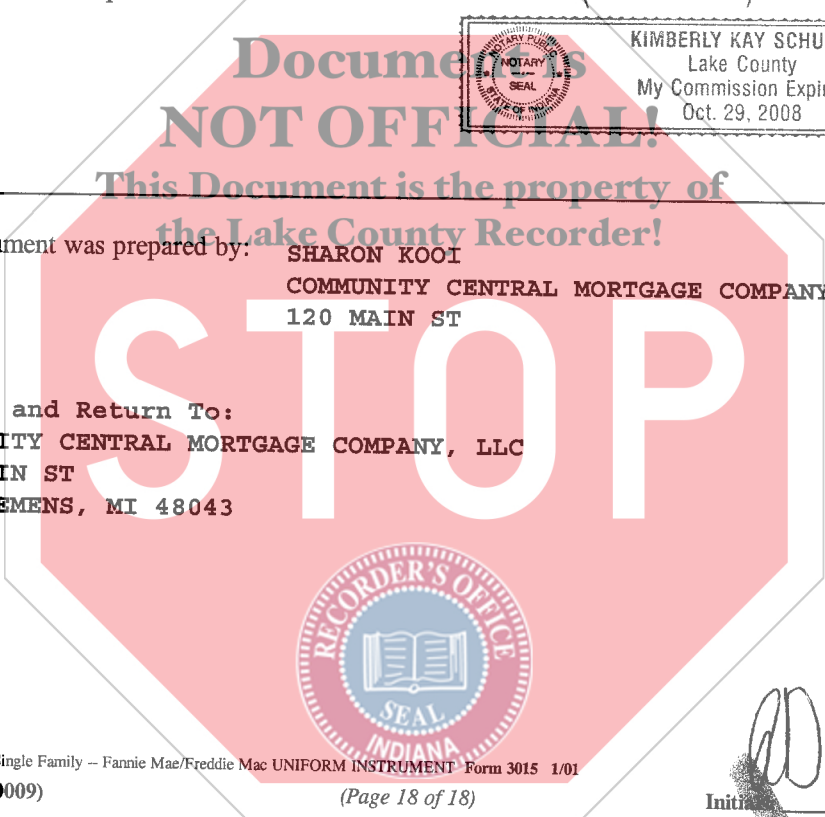 KIMBERLY KAY SCHU
Lake County
My Commission Expi
Oct. 29, 2008
NOTARY PUBLIC
NOTARY
SEAL
STATE OF INDIANA
Document is
NOT OFFICIAL!
This Document is the property of
the Lake County Recorder!
ument was prepared by: SHARON KOOI
COMMUNITY CENTRAL MORTGAGE COMPANY
120 MAIN ST
STOP
and Return To:
ITY CENTRAL MORTGAGE COMPANY, LLC
IN ST
EMENS, MI 48043
RECORDER'S OFFICE
SEAL
INDIANA
ingle Family -- Fannie Mae/Freddie Mac UNIFORM INSTRUMENT Form 3015 1/01
009)
(Page 18 of 18)